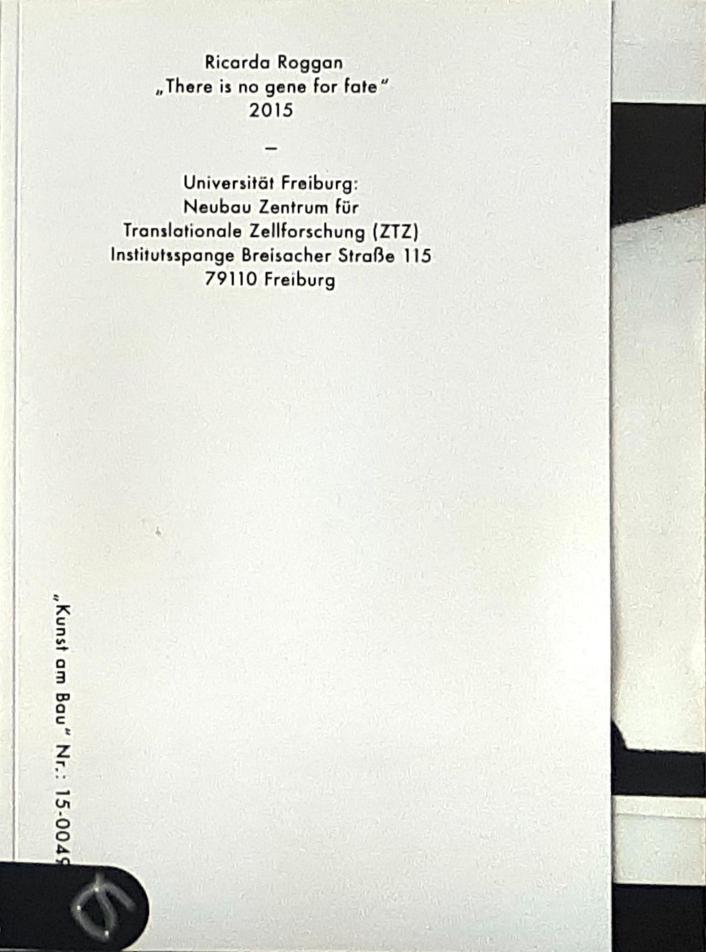 Ricarda Roggan
„There is no gene for fate“
2015
–
Universität Freiburg:
Neubau Zentrum für
Translationale Zellforschung (ZTZ)
Institutsspange Breisacher Straße 115
79110 Freiburg
„Kunst am Bau“ Nr.: 15-0049